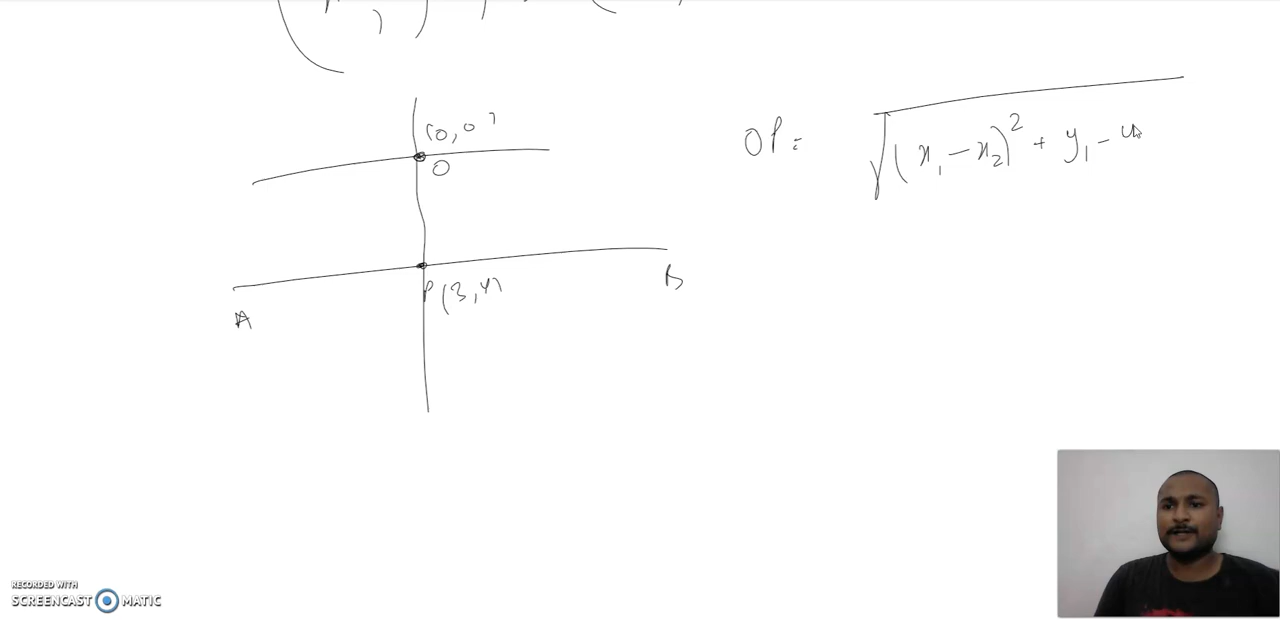 (0, 0)
O
OP = √(x₁ - x₂)² + y₁ -
P (3, 4)
A
B
RECORDED WITH
SCREENCAST MATIC